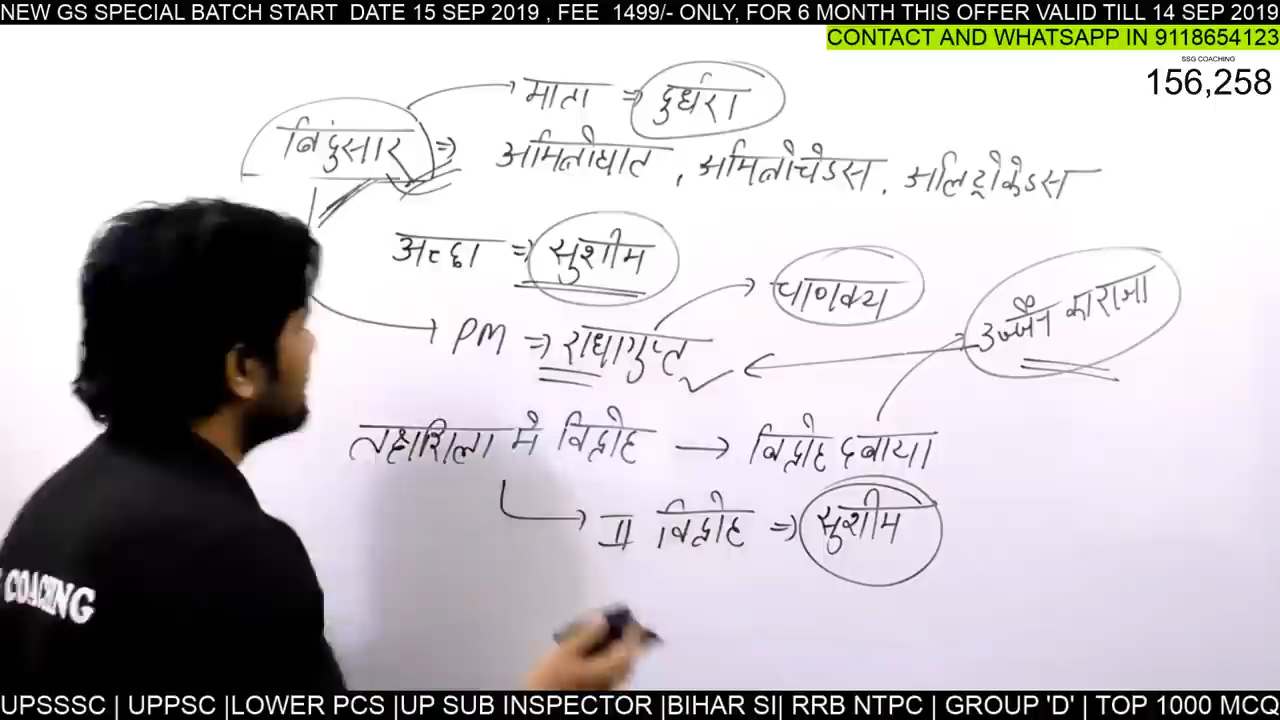 NEW GS SPECIAL BATCH START DATE 15 SEP 2019 , FEE 1499/- ONLY, FOR 6 MONTH THIS OFFER VALID TILL 14 SEP 2019
CONTACT AND WHATSAPP IN 9118654123
SSG COACHING
156,258
माता ⇒ दुर्धरा
बिंदुसार ⇒ अमित्रोघात , अमित्रोचेडस , अलिट्रोकेडस
अच्छा ⇒ सुशीम
चाणक्य
उज्जैन का राजा
PM ⇒ राधागुप्त
तक्षशिला मे विद्रोह → विद्रोह दबाया
II विद्रोह ⇒ सुशीम
COACHING
UPSSSC | UPPSC |LOWER PCS |UP SUB INSPECTOR |BIHAR SI| RRB NTPC | GROUP 'D' | TOP 1000 MCQ